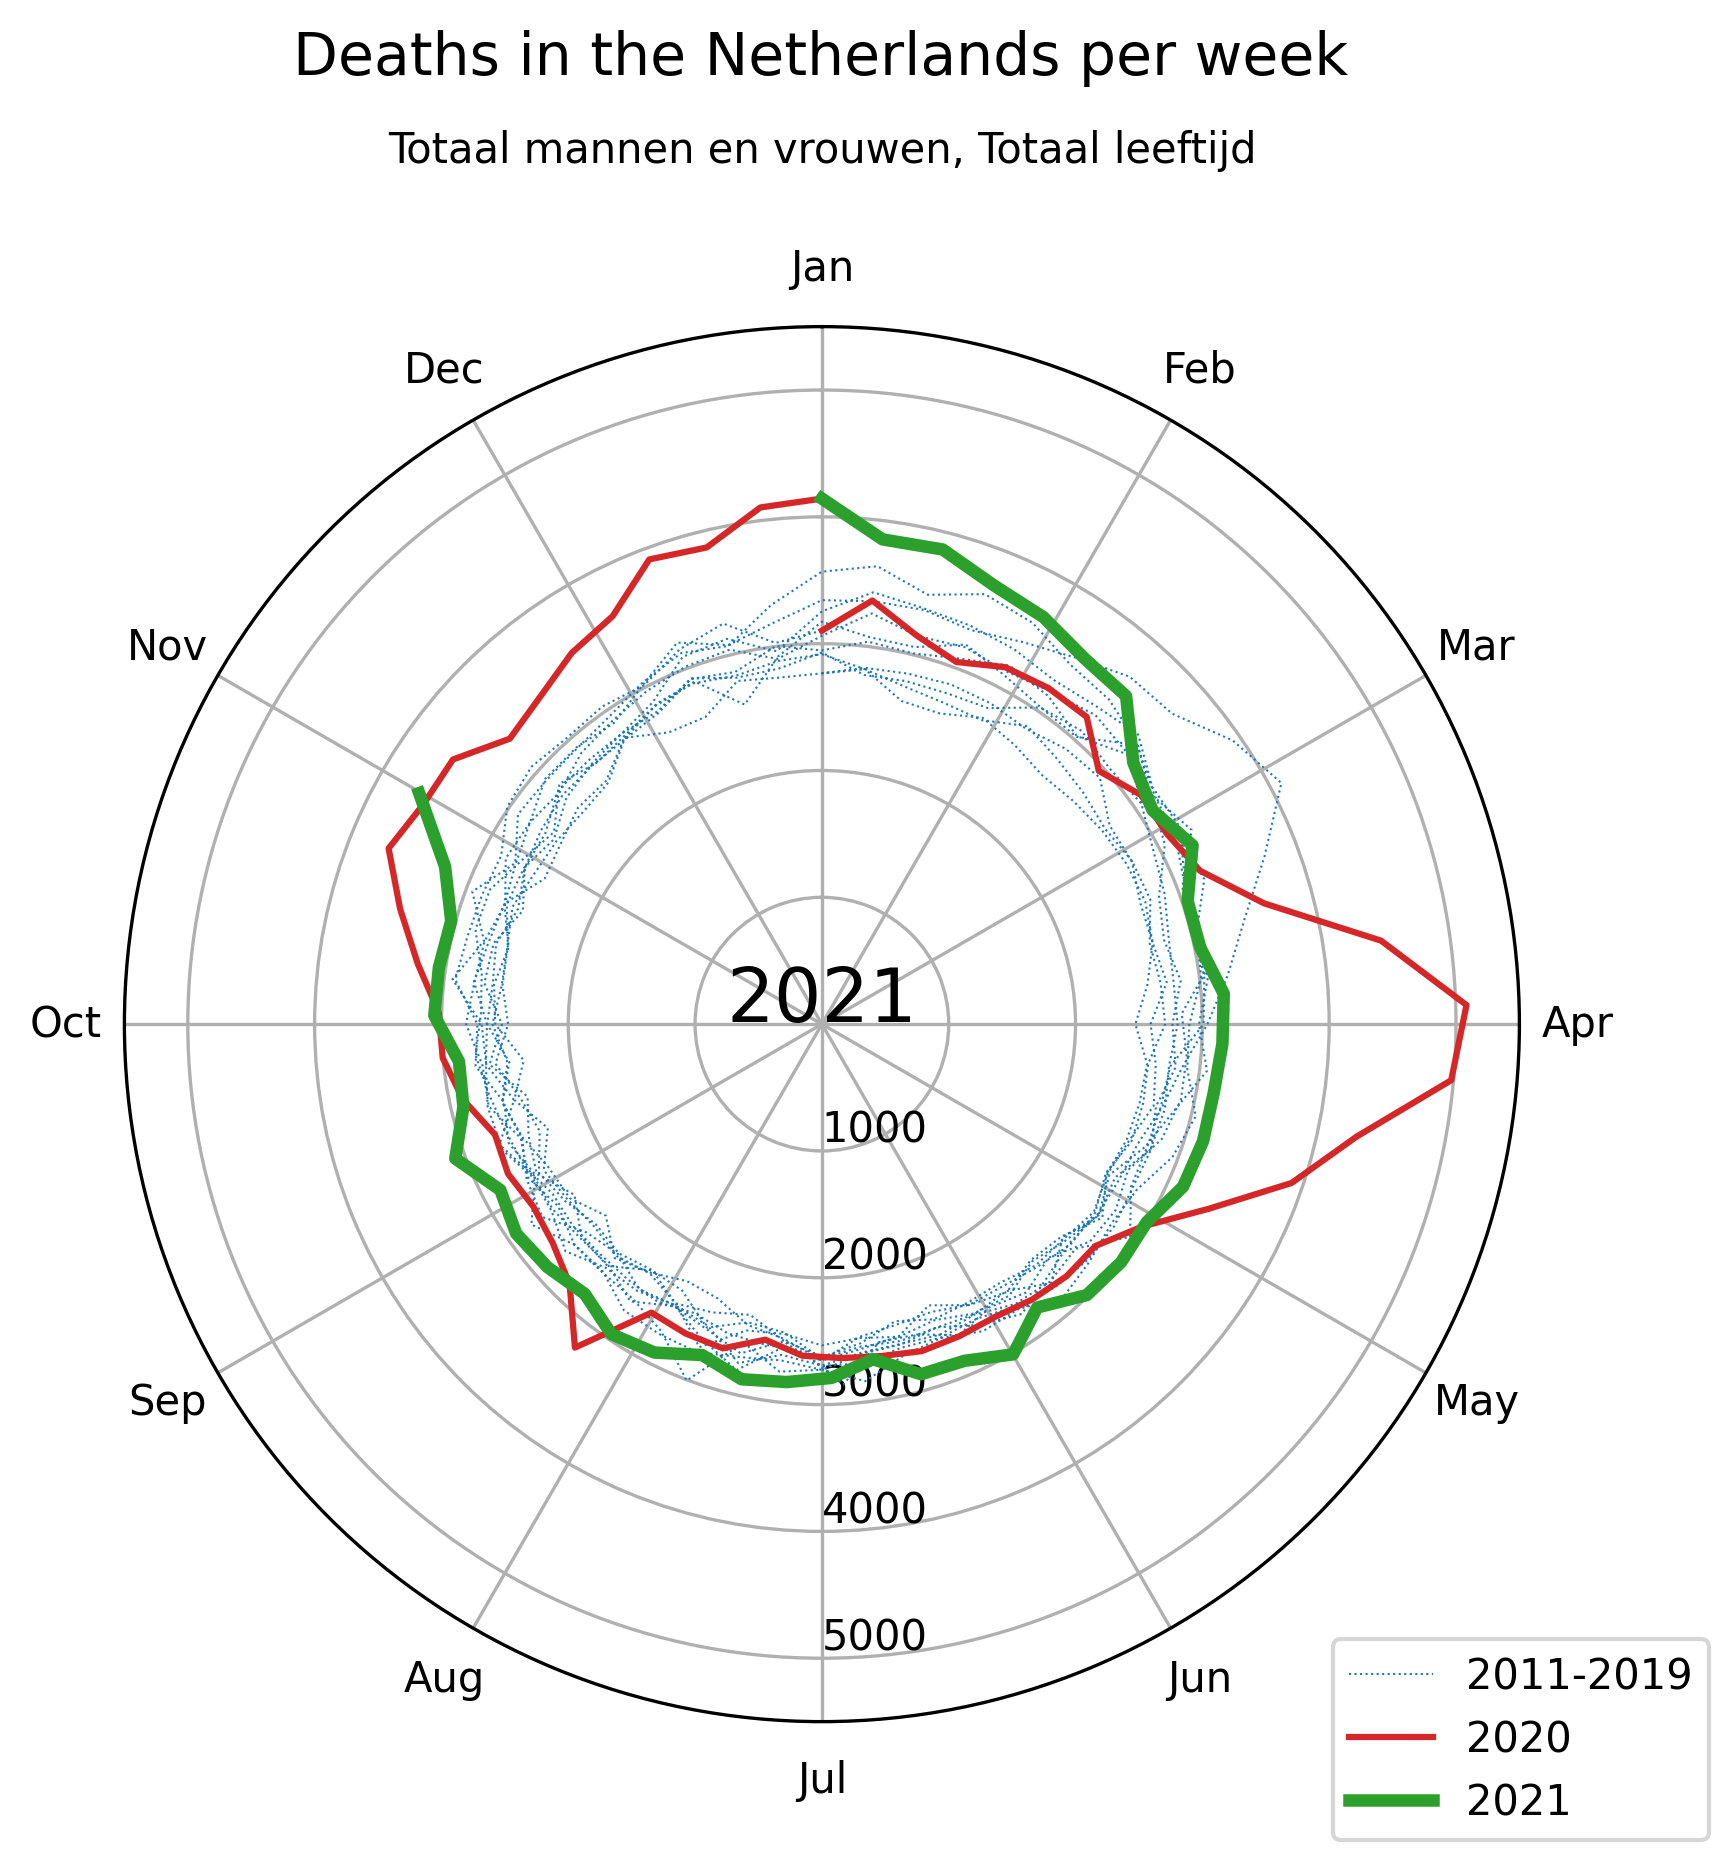 Deaths in the Netherlands per week
Totaal mannen en vrouwen, Totaal leeftijd
Jan
Dec
Feb
Nov
Mar
2021
Oct
Apr
1000
2000
3000
Sep
May
4000
5000
Aug
Jun
Jul
2011-2019
2020
2021